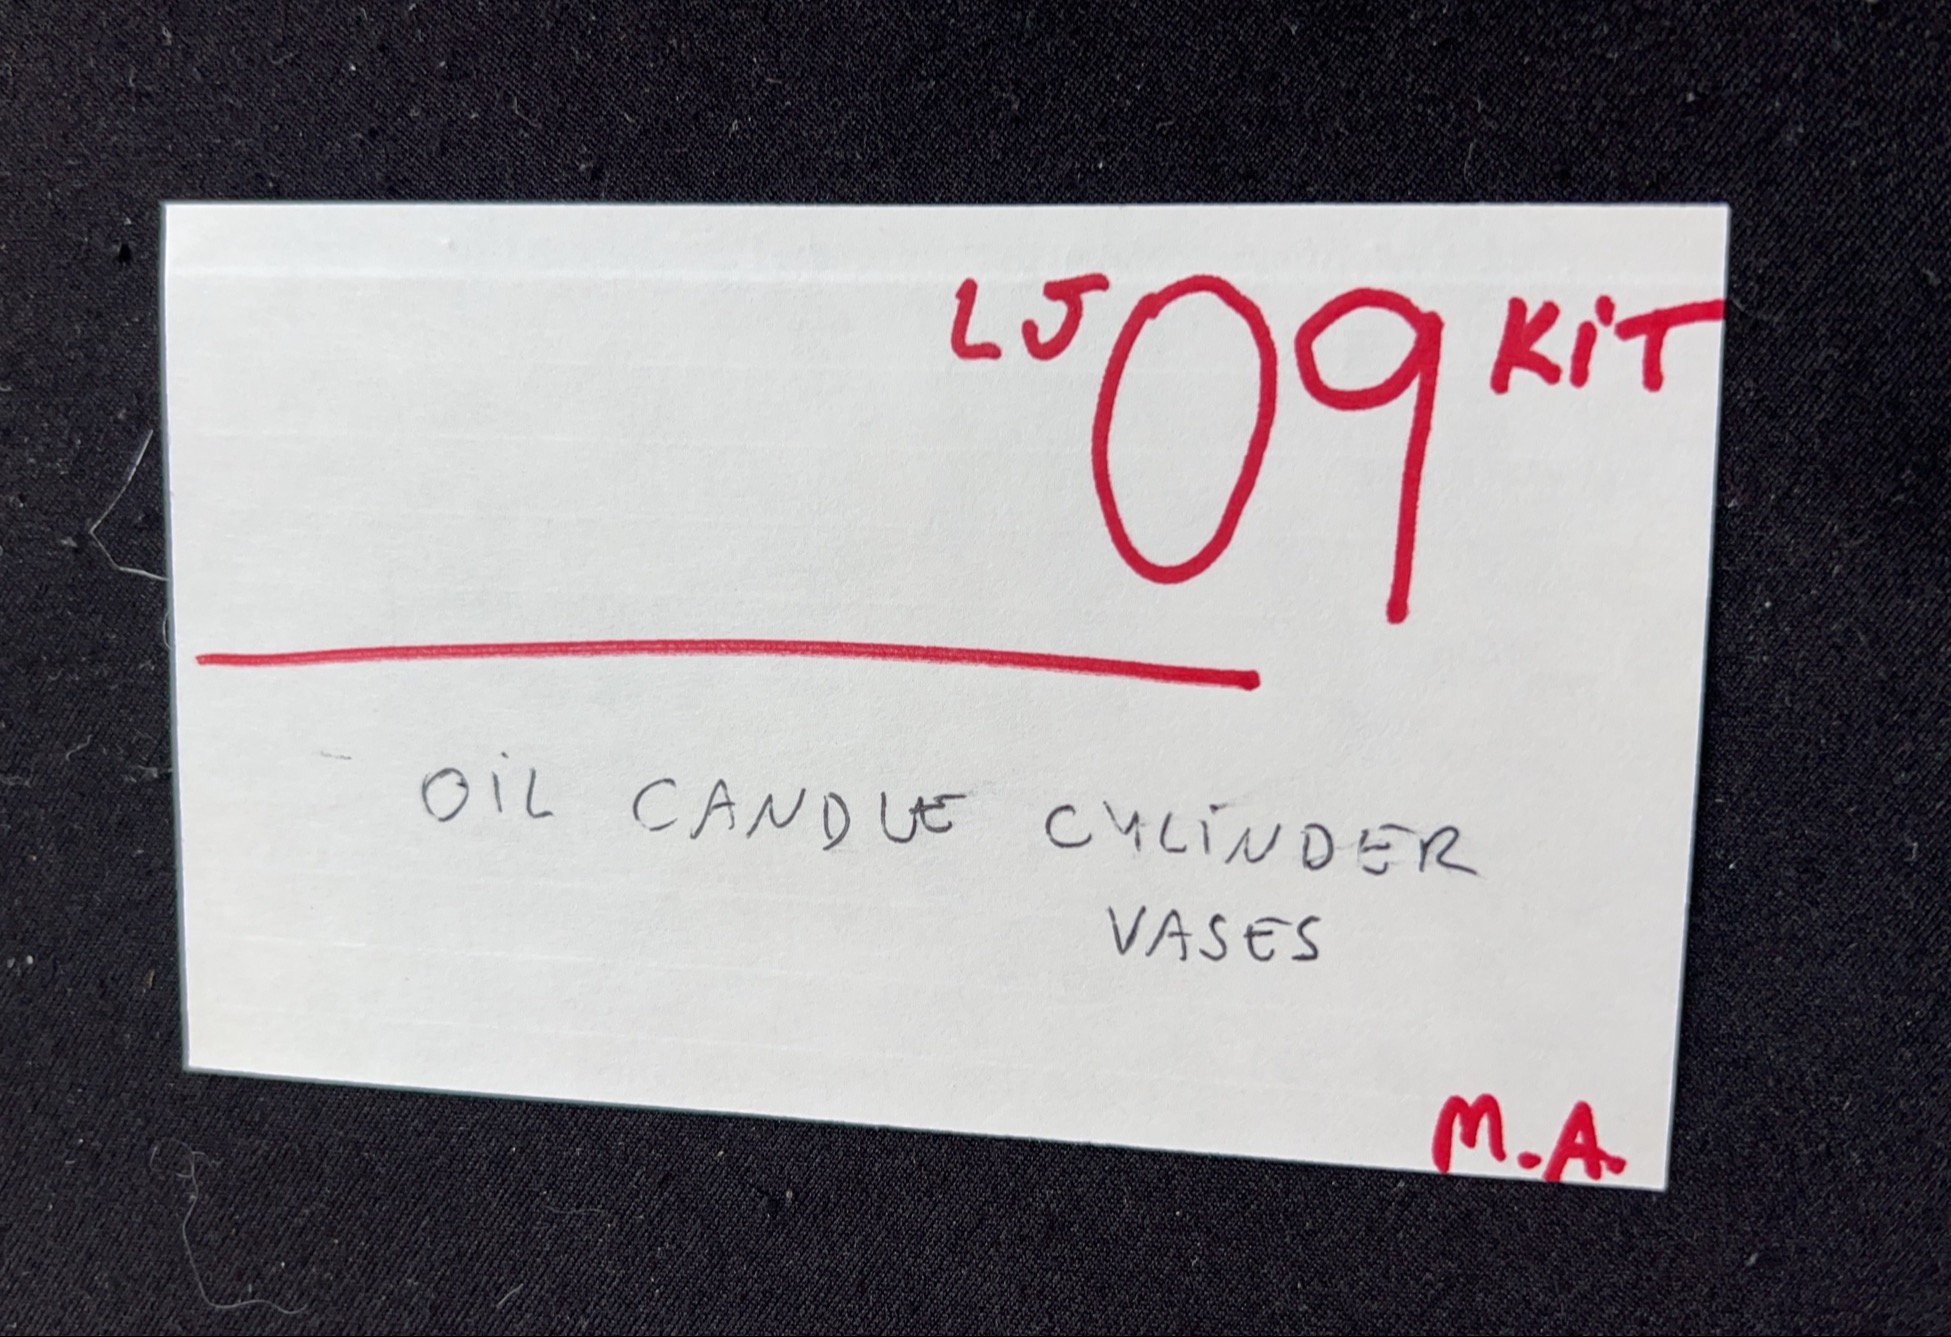 LJ 09 KiT
OiL CANDLE CYLiNDER
VASES
M.A.